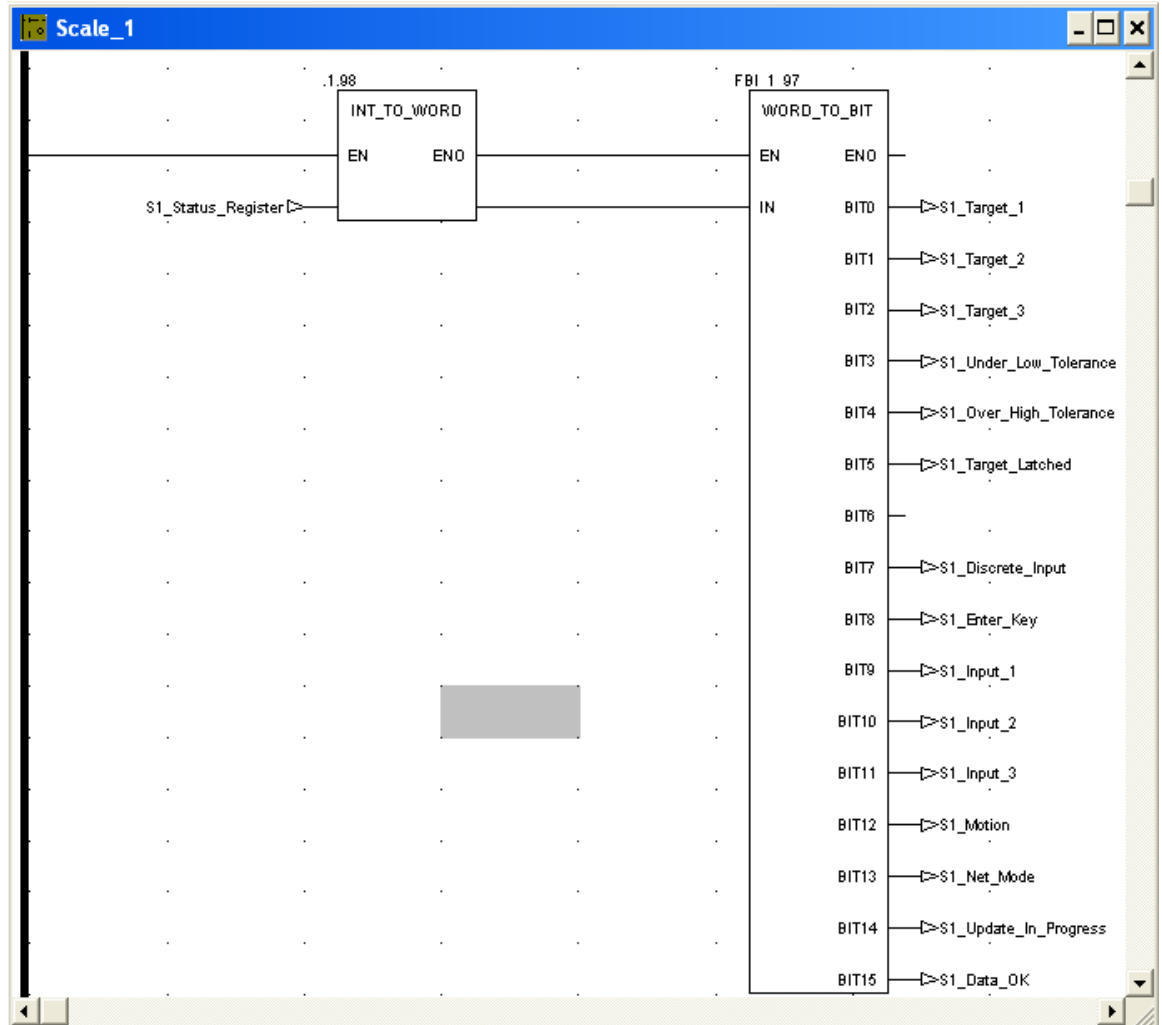 Scale_1
.1.98
FBI_1_97
INT_TO_WORD
WORD_TO_BIT
EN ENO
EN ENO
S1_Status_Register
IN BIT0 S1_Target_1
BIT1 S1_Target_2
BIT2 S1_Target_3
BIT3 S1_Under_Low_Tolerance
BIT4 S1_Over_High_Tolerance
BIT5 S1_Target_Latched
BIT6
BIT7 S1_Discrete_Input
BIT8 S1_Enter_Key
BIT9 S1_Input_1
BIT10 S1_Input_2
BIT11 S1_Input_3
BIT12 S1_Motion
BIT13 S1_Net_Mode
BIT14 S1_Update_In_Progress
BIT15 S1_Data_OK